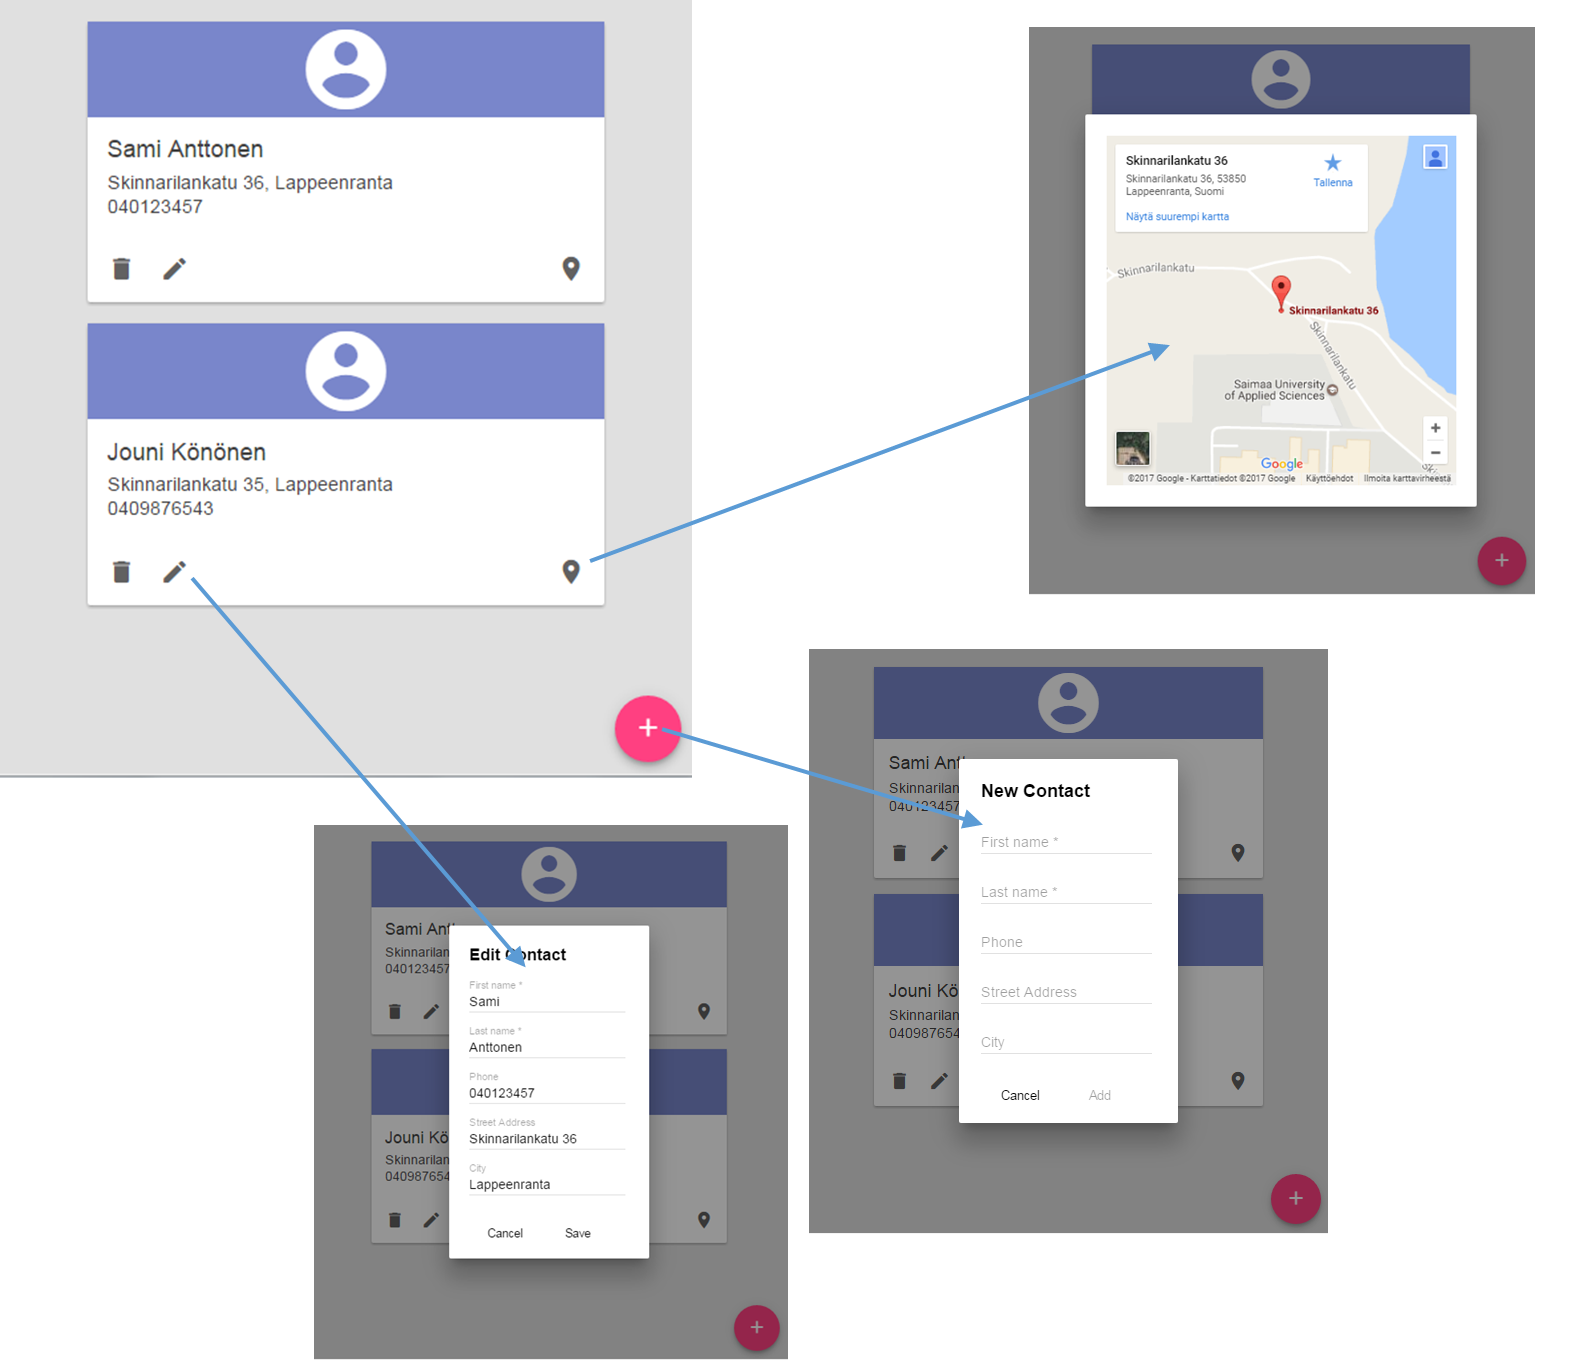 Sami Anttonen
Skinnarilankatu 36, Lappeenranta
040123457
Jouni Könönen
Skinnarilankatu 35, Lappeenranta
0409876543
+
Skinnarilankatu 36
Skinnarilankatu 36, 53850
Lappeenranta, Suomi
Näytä suurempi kartta
Tallenna
Skinnarilankatu
Skinnarilankatu 36
Skinnarilankatu
Saimaa University
of Applied Sciences
+
−
Google
©2017 Google - Karttatiedot ©2017 Google Käyttöehdot Ilmoita karttavirheestä
+
Sami Ant
Skinnarilan
040123457
Jouni Kö
Skinnarilan
04098765
New Contact
First name *
Last name *
Phone
Street Address
City
Cancel Add
+
Sami Ant
Skinnarilan
040123457
Jouni Kö
Skinnarilan
04098765
Edit Contact
First name *
Sami
Last name *
Anttonen
Phone
040123457
Street Address
Skinnarilankatu 36
City
Lappeenranta
Cancel Save
+